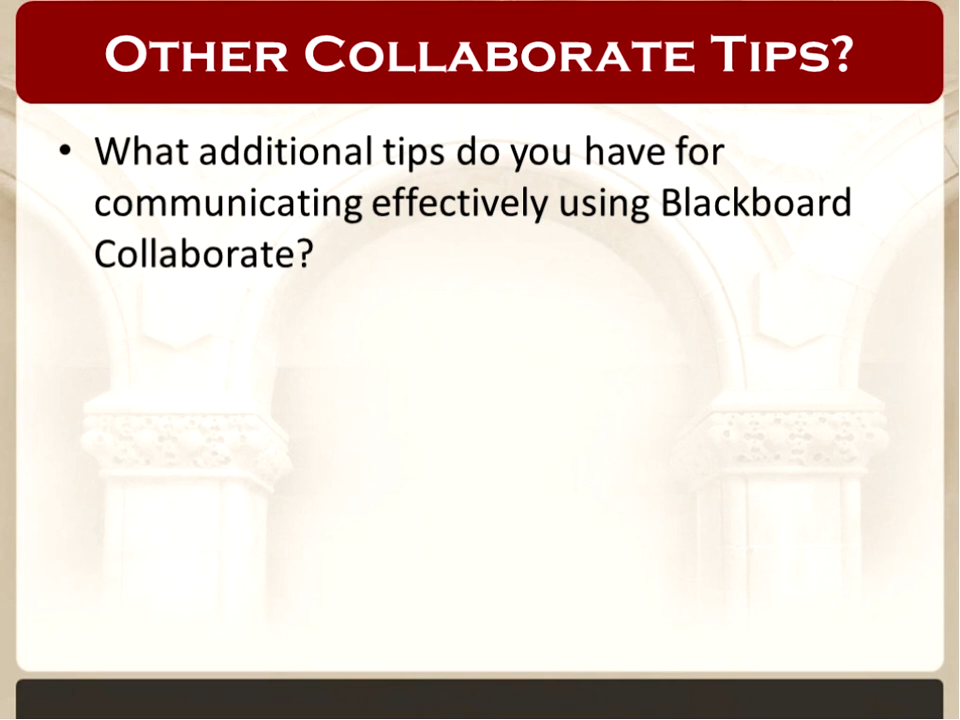 Other Collaborate Tips?
• What additional tips do you have for
communicating effectively using Blackboard
Collaborate?